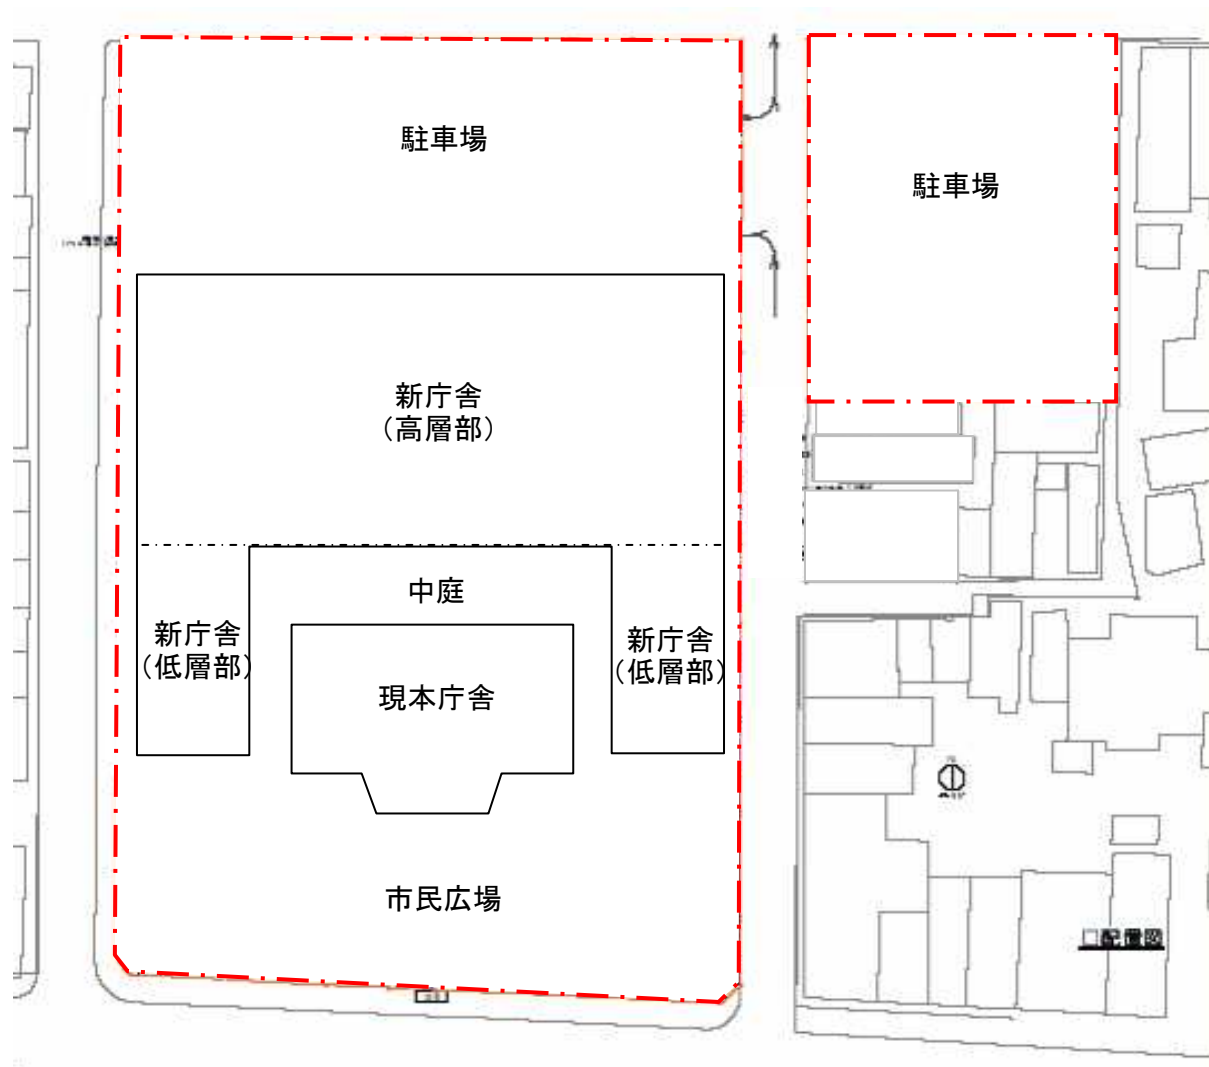 駐車場
駐車場
新庁舎
（高層部）
中庭
新庁舎
（低層部）
新庁舎
（低層部）
現本庁舎
市民広場
□配置図